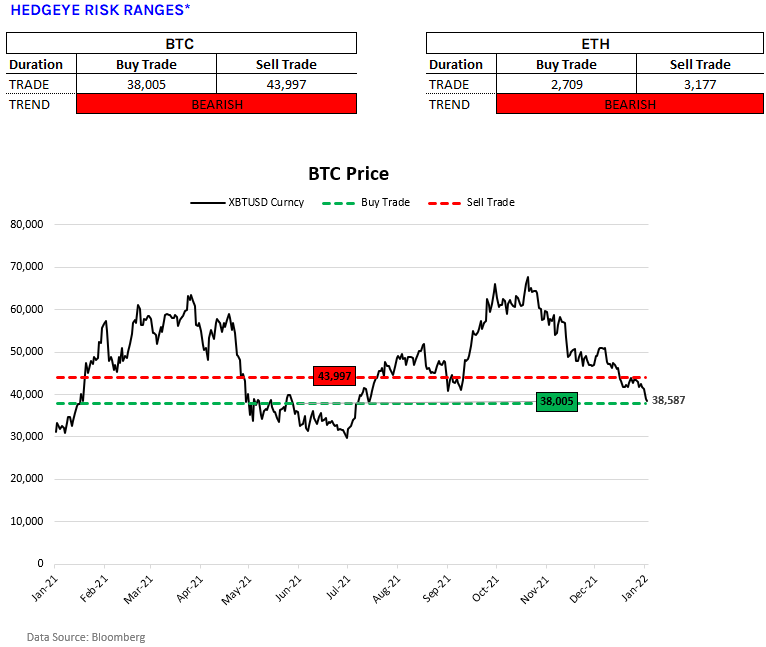 HEDGEYE RISK RANGES*
BTC
Duration Buy Trade Sell Trade
TRADE 38,005 43,997
TREND BEARISH
ETH
Duration Buy Trade Sell Trade
TRADE 2,709 3,177
TREND BEARISH
BTC Price
XBTUSD Curncy Buy Trade Sell Trade
80,000
70,000
60,000
50,000
43,997
40,000
38,005
38,587
30,000
20,000
10,000
0
Jan-21 Feb-21 Mar-21 Apr-21 May-21 Jun-21 Jul-21 Aug-21 Sep-21 Oct-21 Nov-21 Dec-21 Jan-22
Data Source: Bloomberg